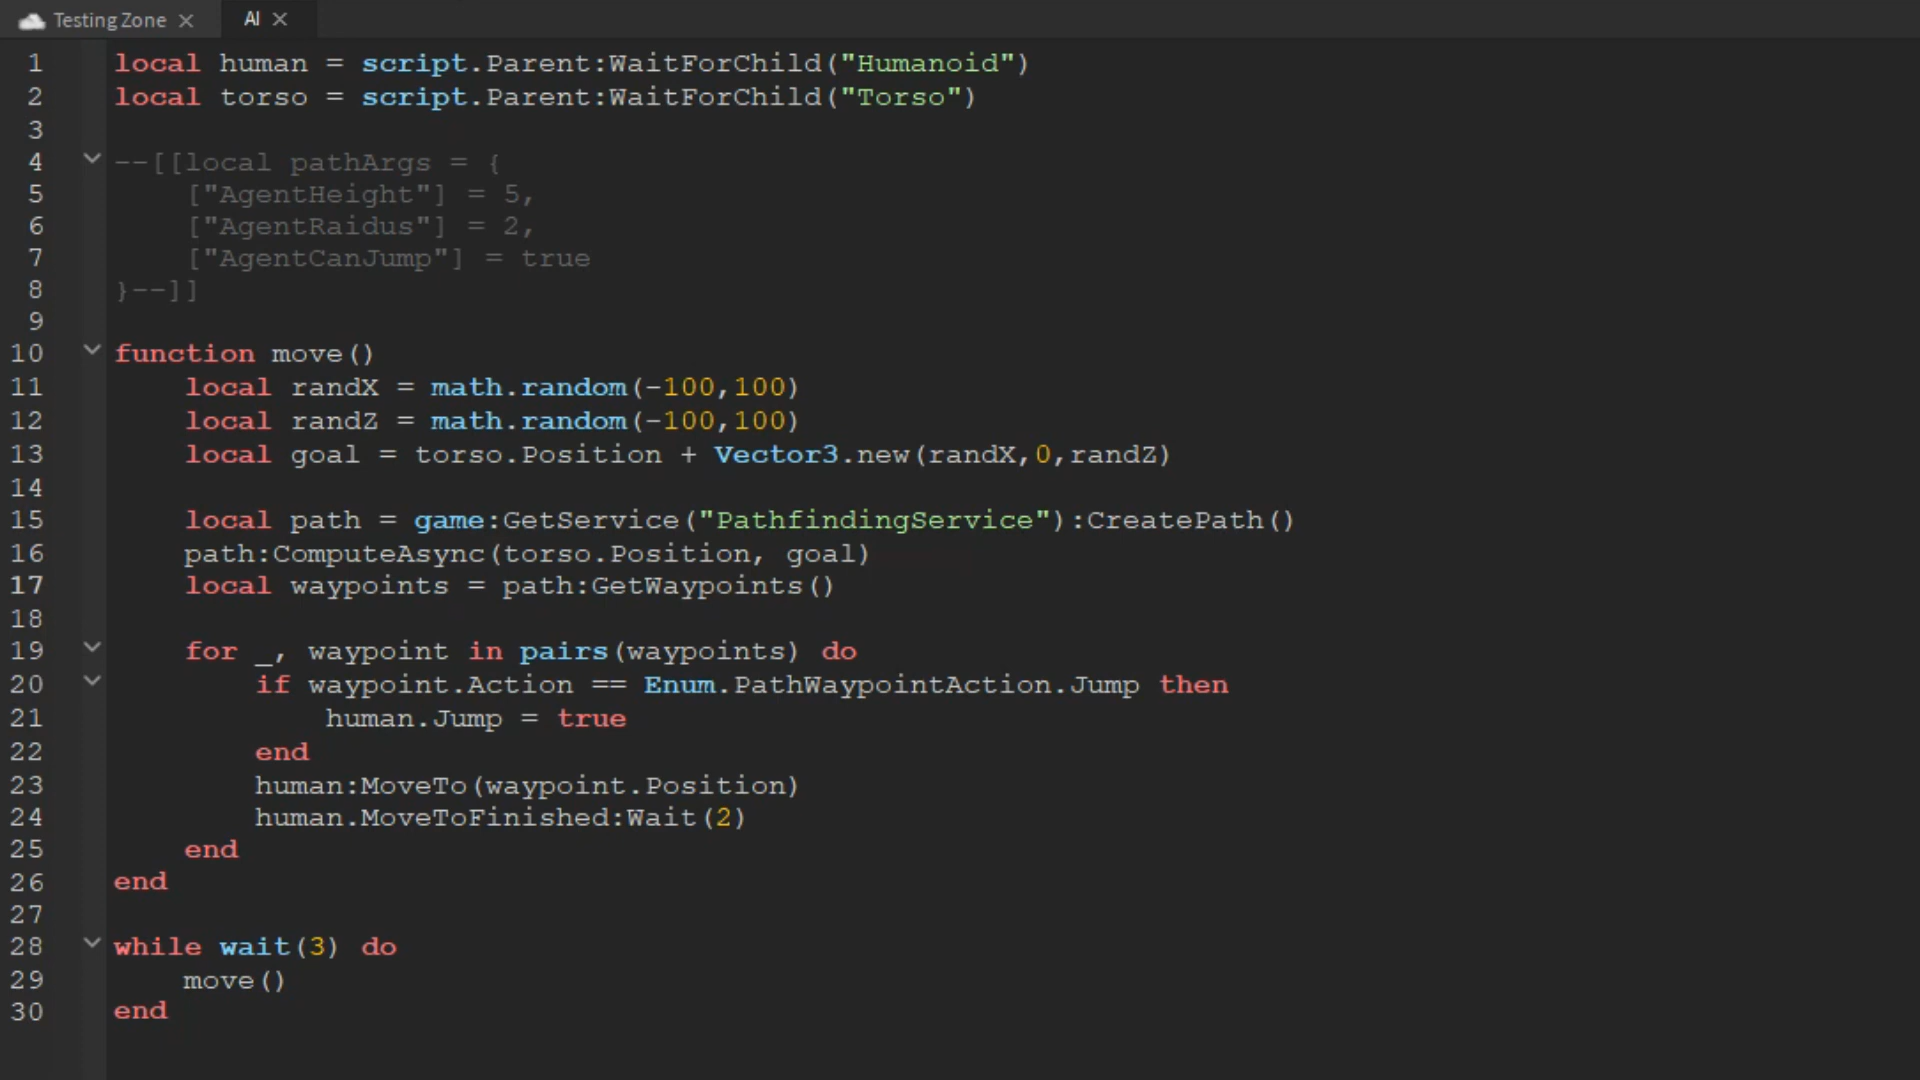 Testing Zone AI
1 local human = script.Parent:WaitForChild("Humanoid")
2 local torso = script.Parent:WaitForChild("Torso")
3
4 --[[local pathArgs = {
5     ["AgentHeight"] = 5,
6     ["AgentRaidus"] = 2,
7     ["AgentCanJump"] = true
8 }--]]
9
10 function move()
11     local randX = math.random(-100,100)
12     local randZ = math.random(-100,100)
13     local goal = torso.Position + Vector3.new(randX,0,randZ)
14
15     local path = game:GetService("PathfindingService"):CreatePath()
16     path:ComputeAsync(torso.Position, goal)
17     local waypoints = path:GetWaypoints()
18
19     for _, waypoint in pairs(waypoints) do
20         if waypoint.Action == Enum.PathWaypointAction.Jump then
21             human.Jump = true
22         end
23         human:MoveTo(waypoint.Position)
24         human.MoveToFinished:Wait(2)
25     end
26 end
27
28 while wait(3) do
29     move()
30 end